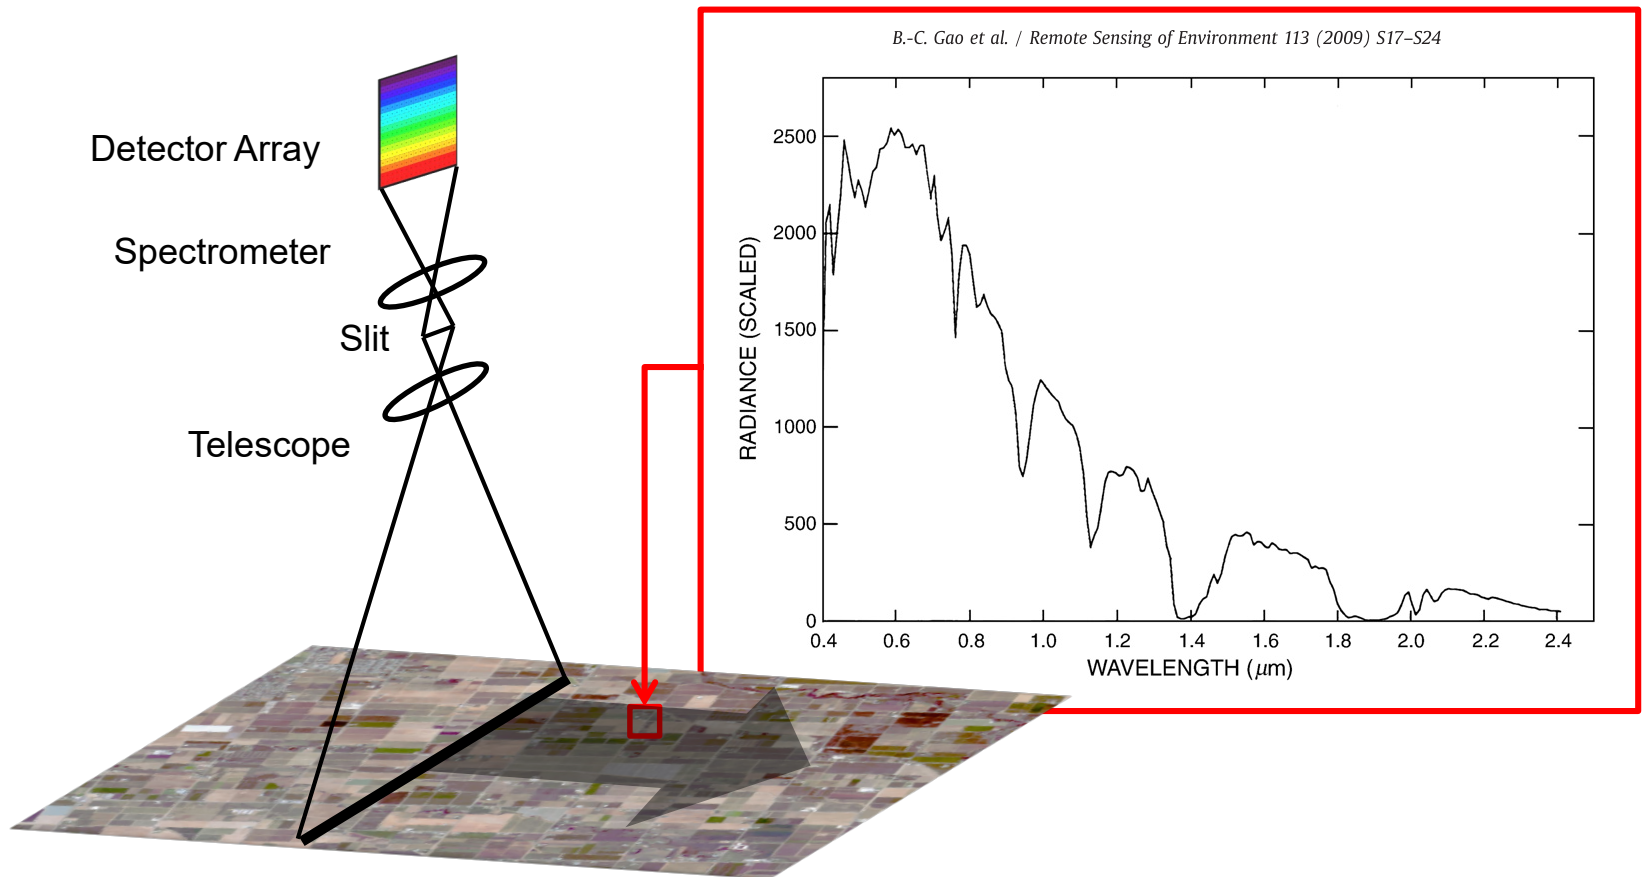 B.-C. Gao et al. / Remote Sensing of Environment 113 (2009) S17–S24
Detector Array
Spectrometer
Slit
Telescope
RADIANCE (SCALED)
2500
2000
1500
1000
500
0
0.4 0.6 0.8 1.0 1.2 1.4 1.6 1.8 2.0 2.2 2.4
WAVELENGTH (μm)